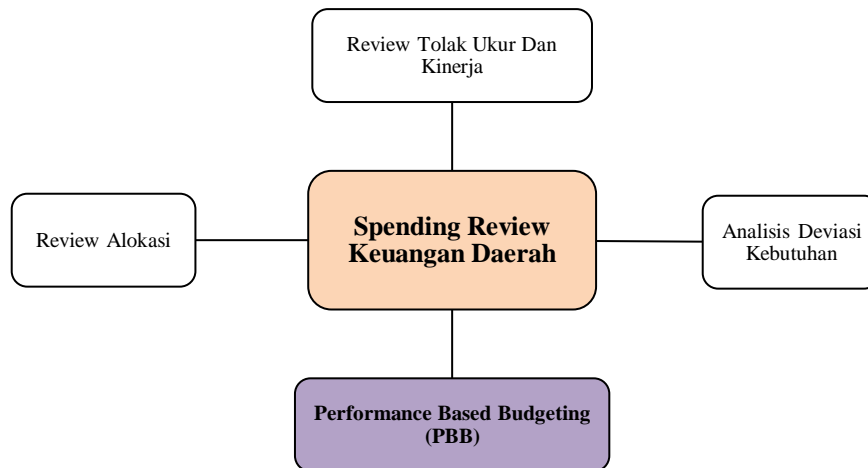 Review Tolak Ukur Dan
Kinerja
Review Alokasi
Spending Review
Keuangan Daerah
Analisis Deviasi
Kebutuhan
Performance Based Budgeting
(PBB)